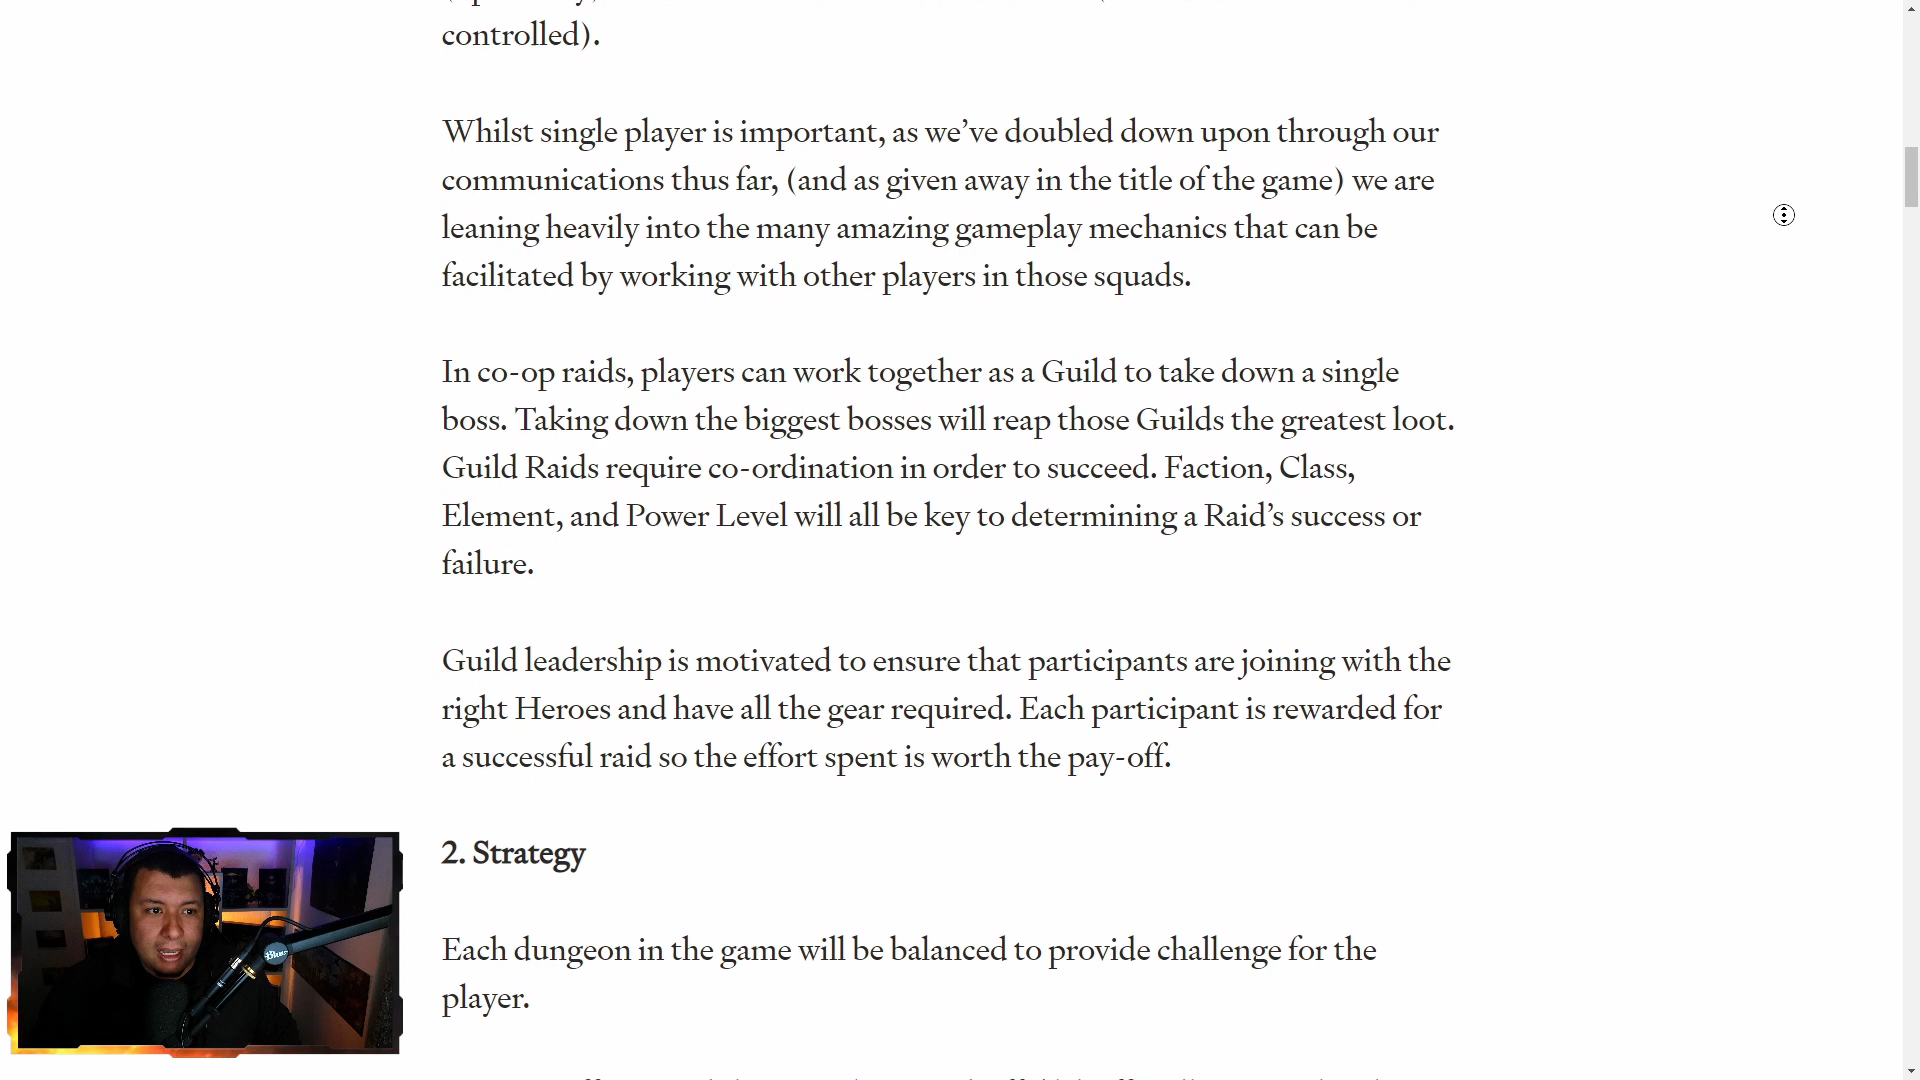 controlled).
Whilst single player is important, as we’ve doubled down upon through our
communications thus far, (and as given away in the title of the game) we are
leaning heavily into the many amazing gameplay mechanics that can be
facilitated by working with other players in those squads.
In co-op raids, players can work together as a Guild to take down a single
boss. Taking down the biggest bosses will reap those Guilds the greatest loot.
Guild Raids require co-ordination in order to succeed. Faction, Class,
Element, and Power Level will all be key to determining a Raid’s success or
failure.
Guild leadership is motivated to ensure that participants are joining with the
right Heroes and have all the gear required. Each participant is rewarded for
a successful raid so the effort spent is worth the pay-off.
2. Strategy
Each dungeon in the game will be balanced to provide challenge for the
player.
Blue